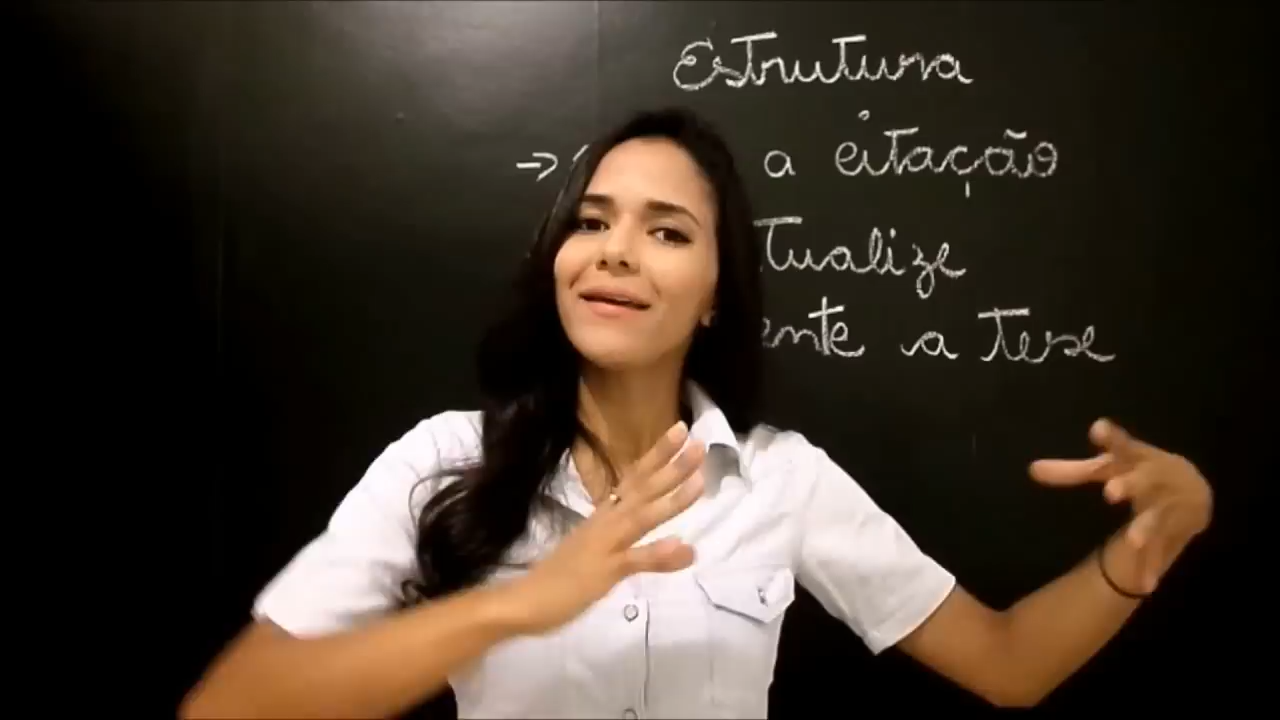 Estrutura
→ a citação
tualize
ente a tese